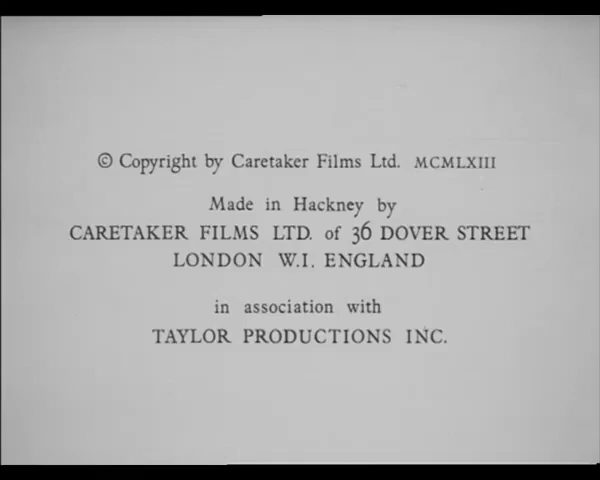 © Copyright by Caretaker Films Ltd. MCMLXIII
Made in Hackney by
CARETAKER FILMS LTD. of 36 DOVER STREET
LONDON W.I. ENGLAND
in association with
TAYLOR PRODUCTIONS INC.